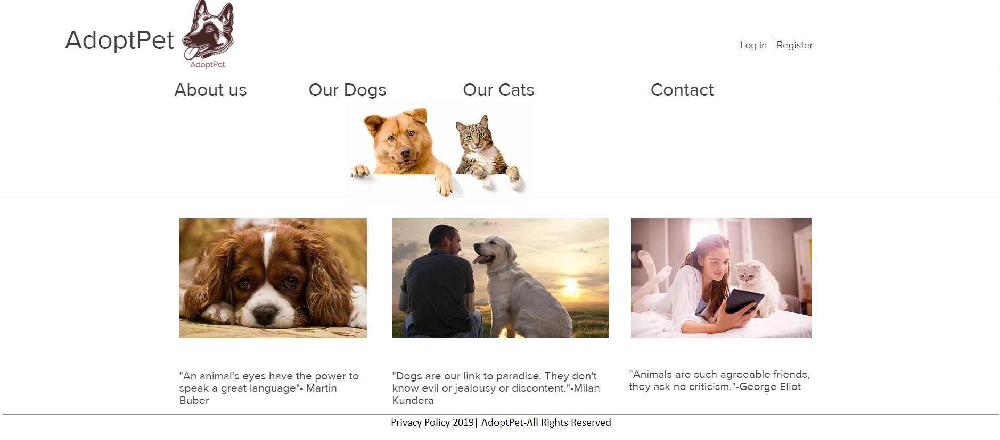 AdoptPet
AdoptPet
Log in | Register
About us Our Dogs Our Cats Contact
"An animal's eyes have the power to
speak a great language"- Martin
Buber
"Dogs are our link to paradise. They don't
know evil or jealousy or discontent."-Milan
Kundera
"Animals are such agreeable friends,
they ask no criticism."-George Eliot
Privacy Policy 2019| AdoptPet-All Rights Reserved